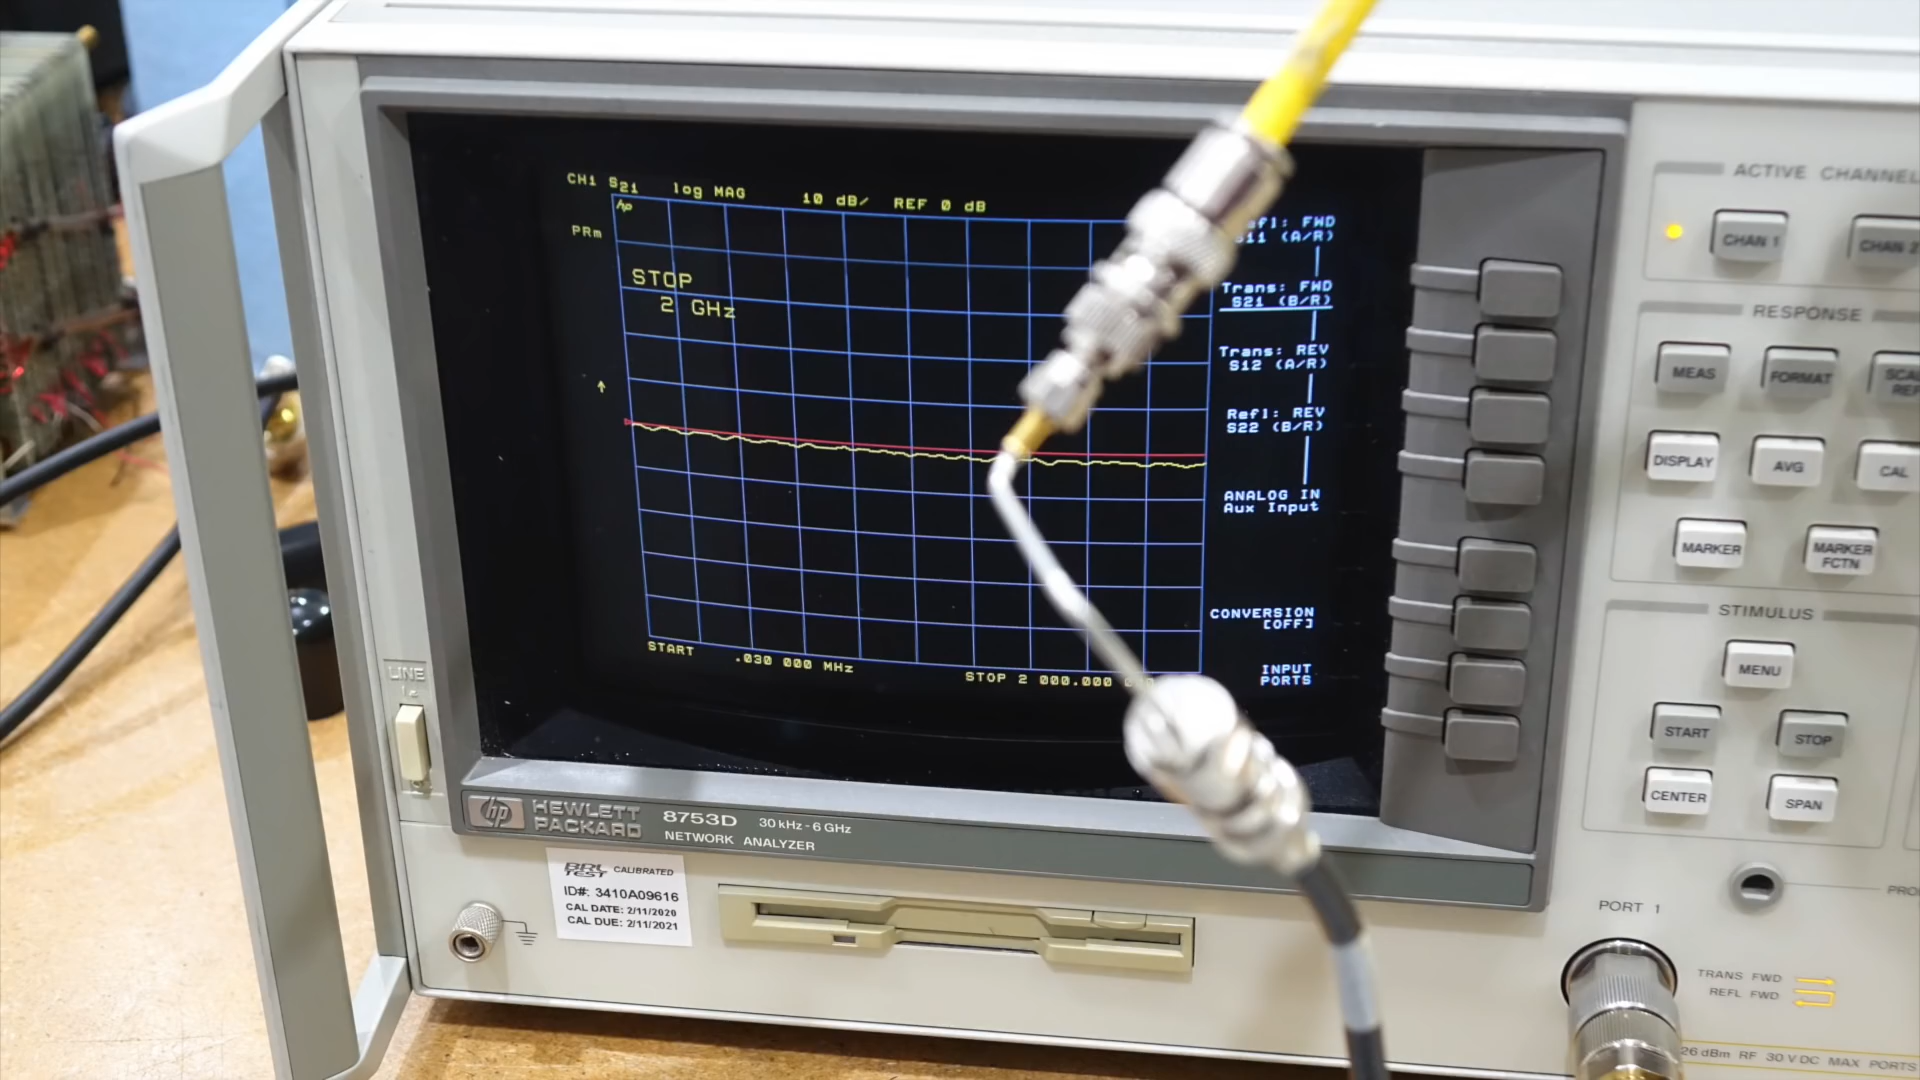 CH1 S21 log MAG 10 dB/ REF 0 dB
hp
PRm
STOP
2 GHz
START .030 000 MHz
STOP 2 000.000
FWD
(A/R)
Trans: FWD
S21 (B/R)
Trans: REV
S12 (A/R)
Refl: REV
S22 (B/R)
ANALOG IN
Aux Input
CONVERSION
[OFF]
INPUT
PORTS
LINE
hp HEWLETT
PACKARD
8753D 30 kHz - 6 GHz
NETWORK ANALYZER
BRL
TEST CALIBRATED
ID#: 3410A09616
CAL DATE: 2/11/2020
CAL DUE: 2/11/2021
ACTIVE CHANNEL
CHAN 1
CHAN 2
RESPONSE
MEAS
FORMAT
DISPLAY
AVG
CAL
MARKER
MARKER
FCTN
STIMULUS
MENU
START
STOP
CENTER
SPAN
PORT 1
TRANS FWD
REFL FWD
26 dBm RF 30 V DC MAX PORTS